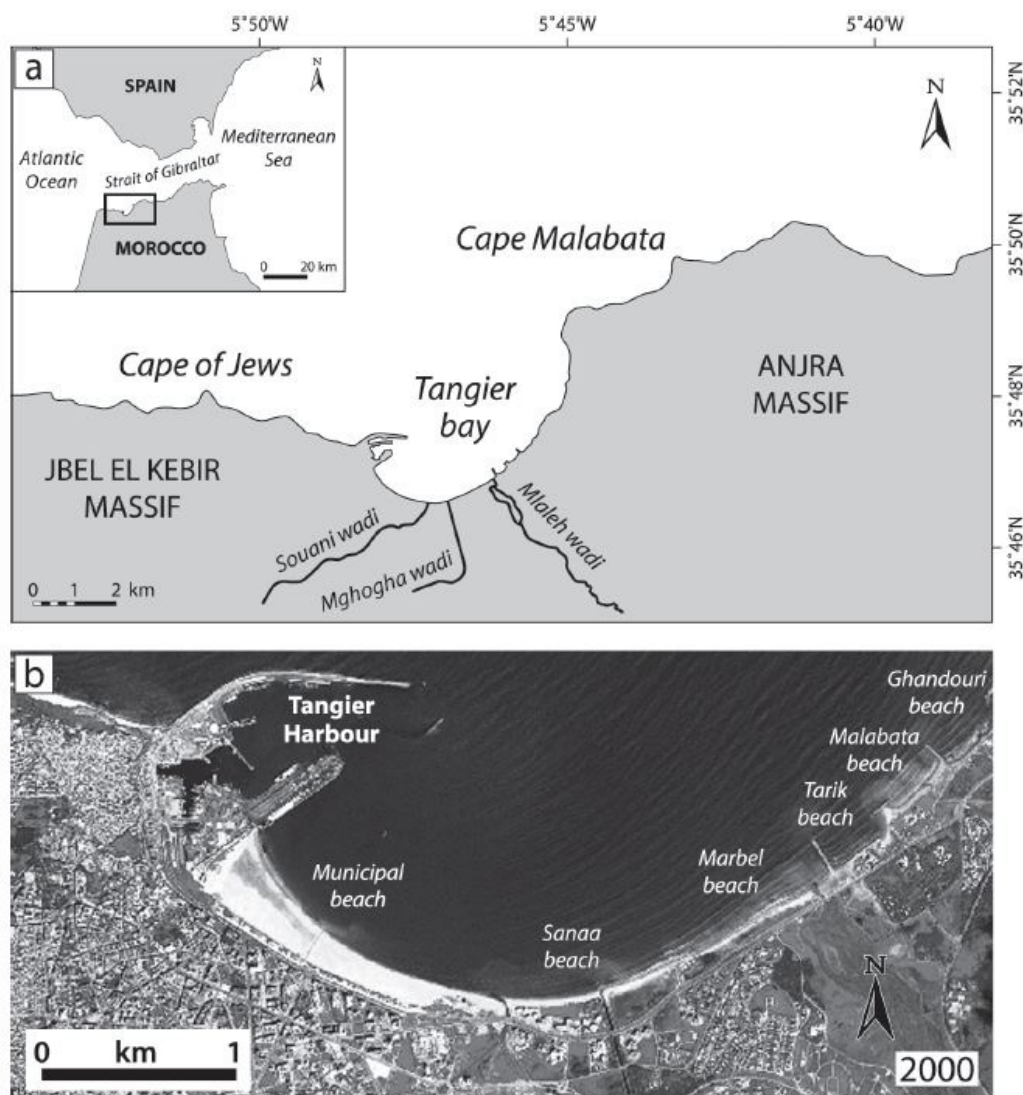 5°50'W
5°45'W
5°40'W
a
N
SPAIN
Mediterranean
Sea
Atlantic
Ocean
Strait of Gibraltar
MOROCCO
0 20 km
N
35°52'N
35°50'N
35°48'N
35°46'N
Cape Malabata
Cape of Jews
Tangier
bay
ANJRA
MASSIF
JBEL EL KEBIR
MASSIF
Souani wadi
Mghogha wadi
Mlaleh wadi
0 1 2 km
b
Tangier
Harbour
Ghandouri
beach
Malabata
beach
Tarik
beach
Marbel
beach
Municipal
beach
Sanaa
beach
N
0 km 1
2000